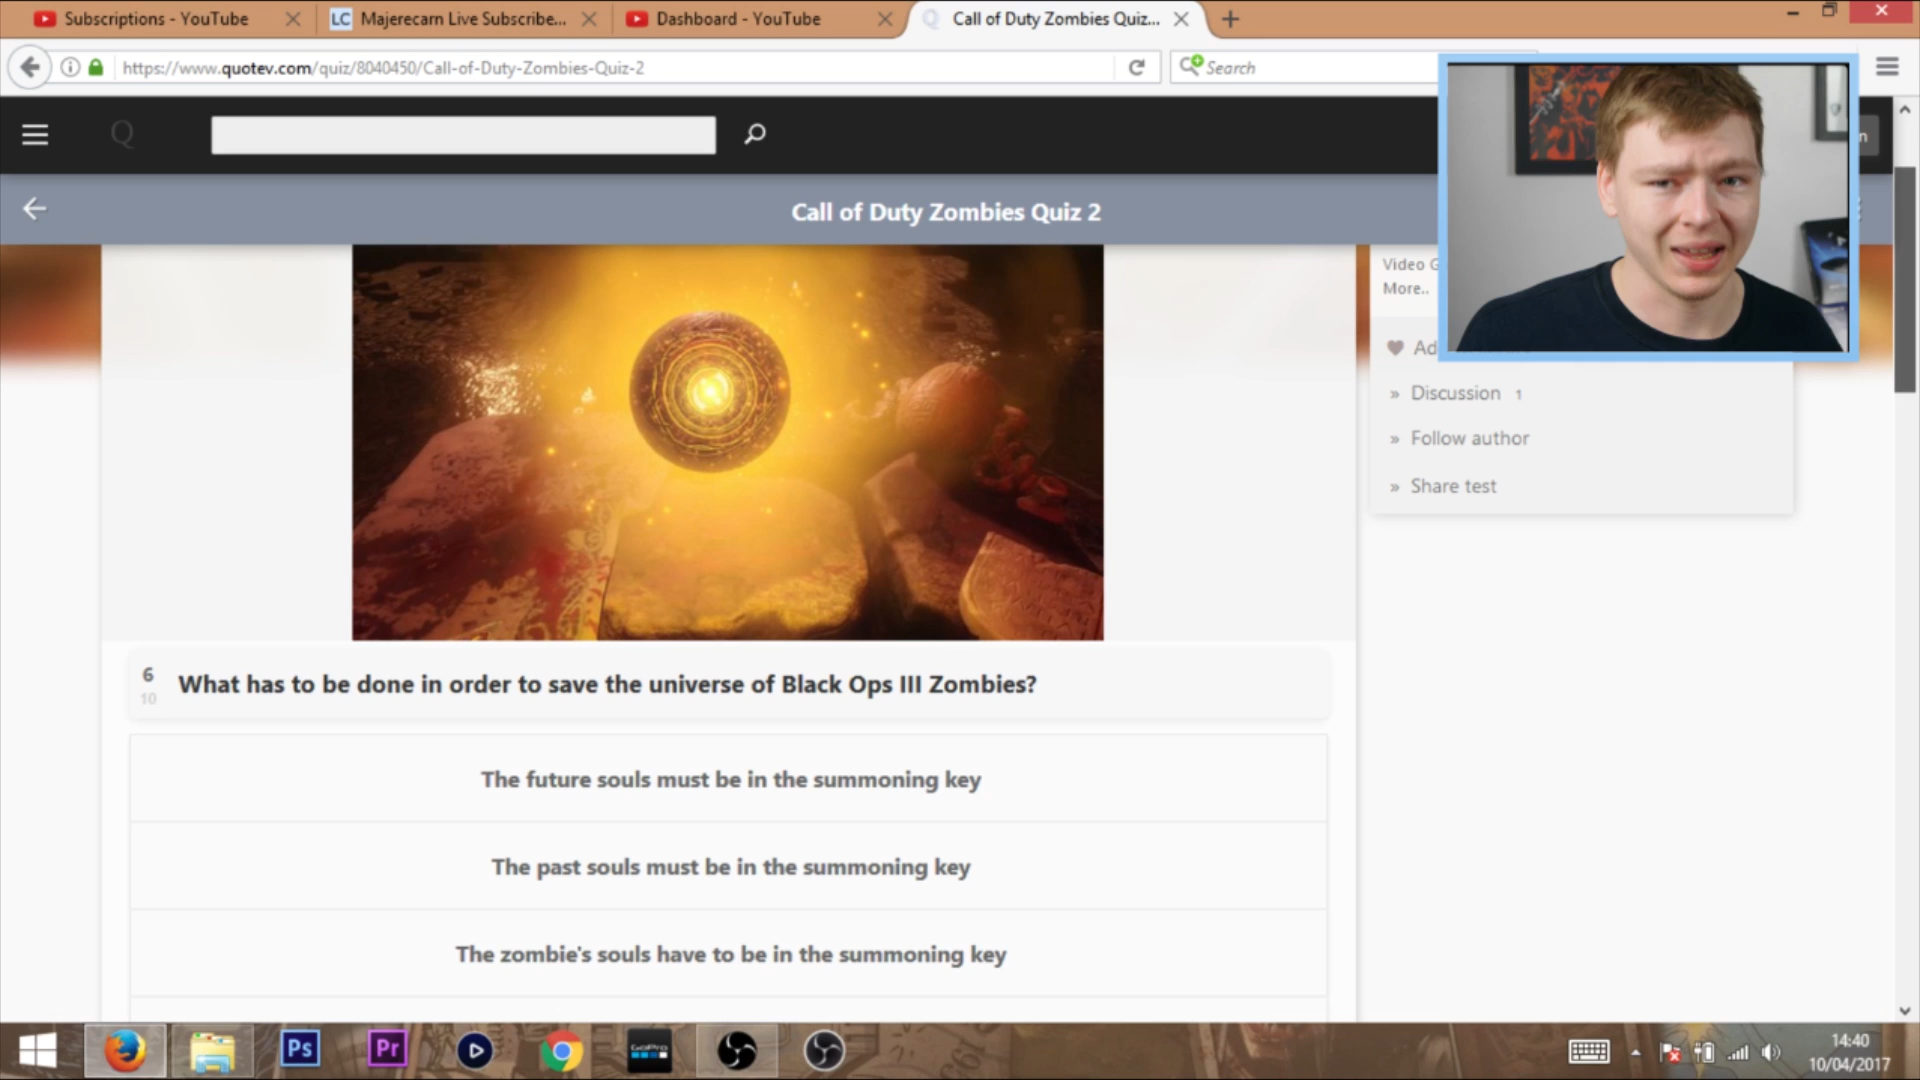 Subscriptions - YouTube
LC Majerecarn Live Subscribe...
Dashboard - YouTube
Call of Duty Zombies Quiz...
https://www.quotev.com/quiz/8040450/Call-of-Duty-Zombies-Quiz-2
Search
Q
n
Call of Duty Zombies Quiz 2
Video G
More..
Ad
» Discussion 1
» Follow author
» Share test
6
10
What has to be done in order to save the universe of Black Ops III Zombies?
The future souls must be in the summoning key
The past souls must be in the summoning key
The zombie's souls have to be in the summoning key
Ps
Pr
GoPro
14:40
10/04/2017